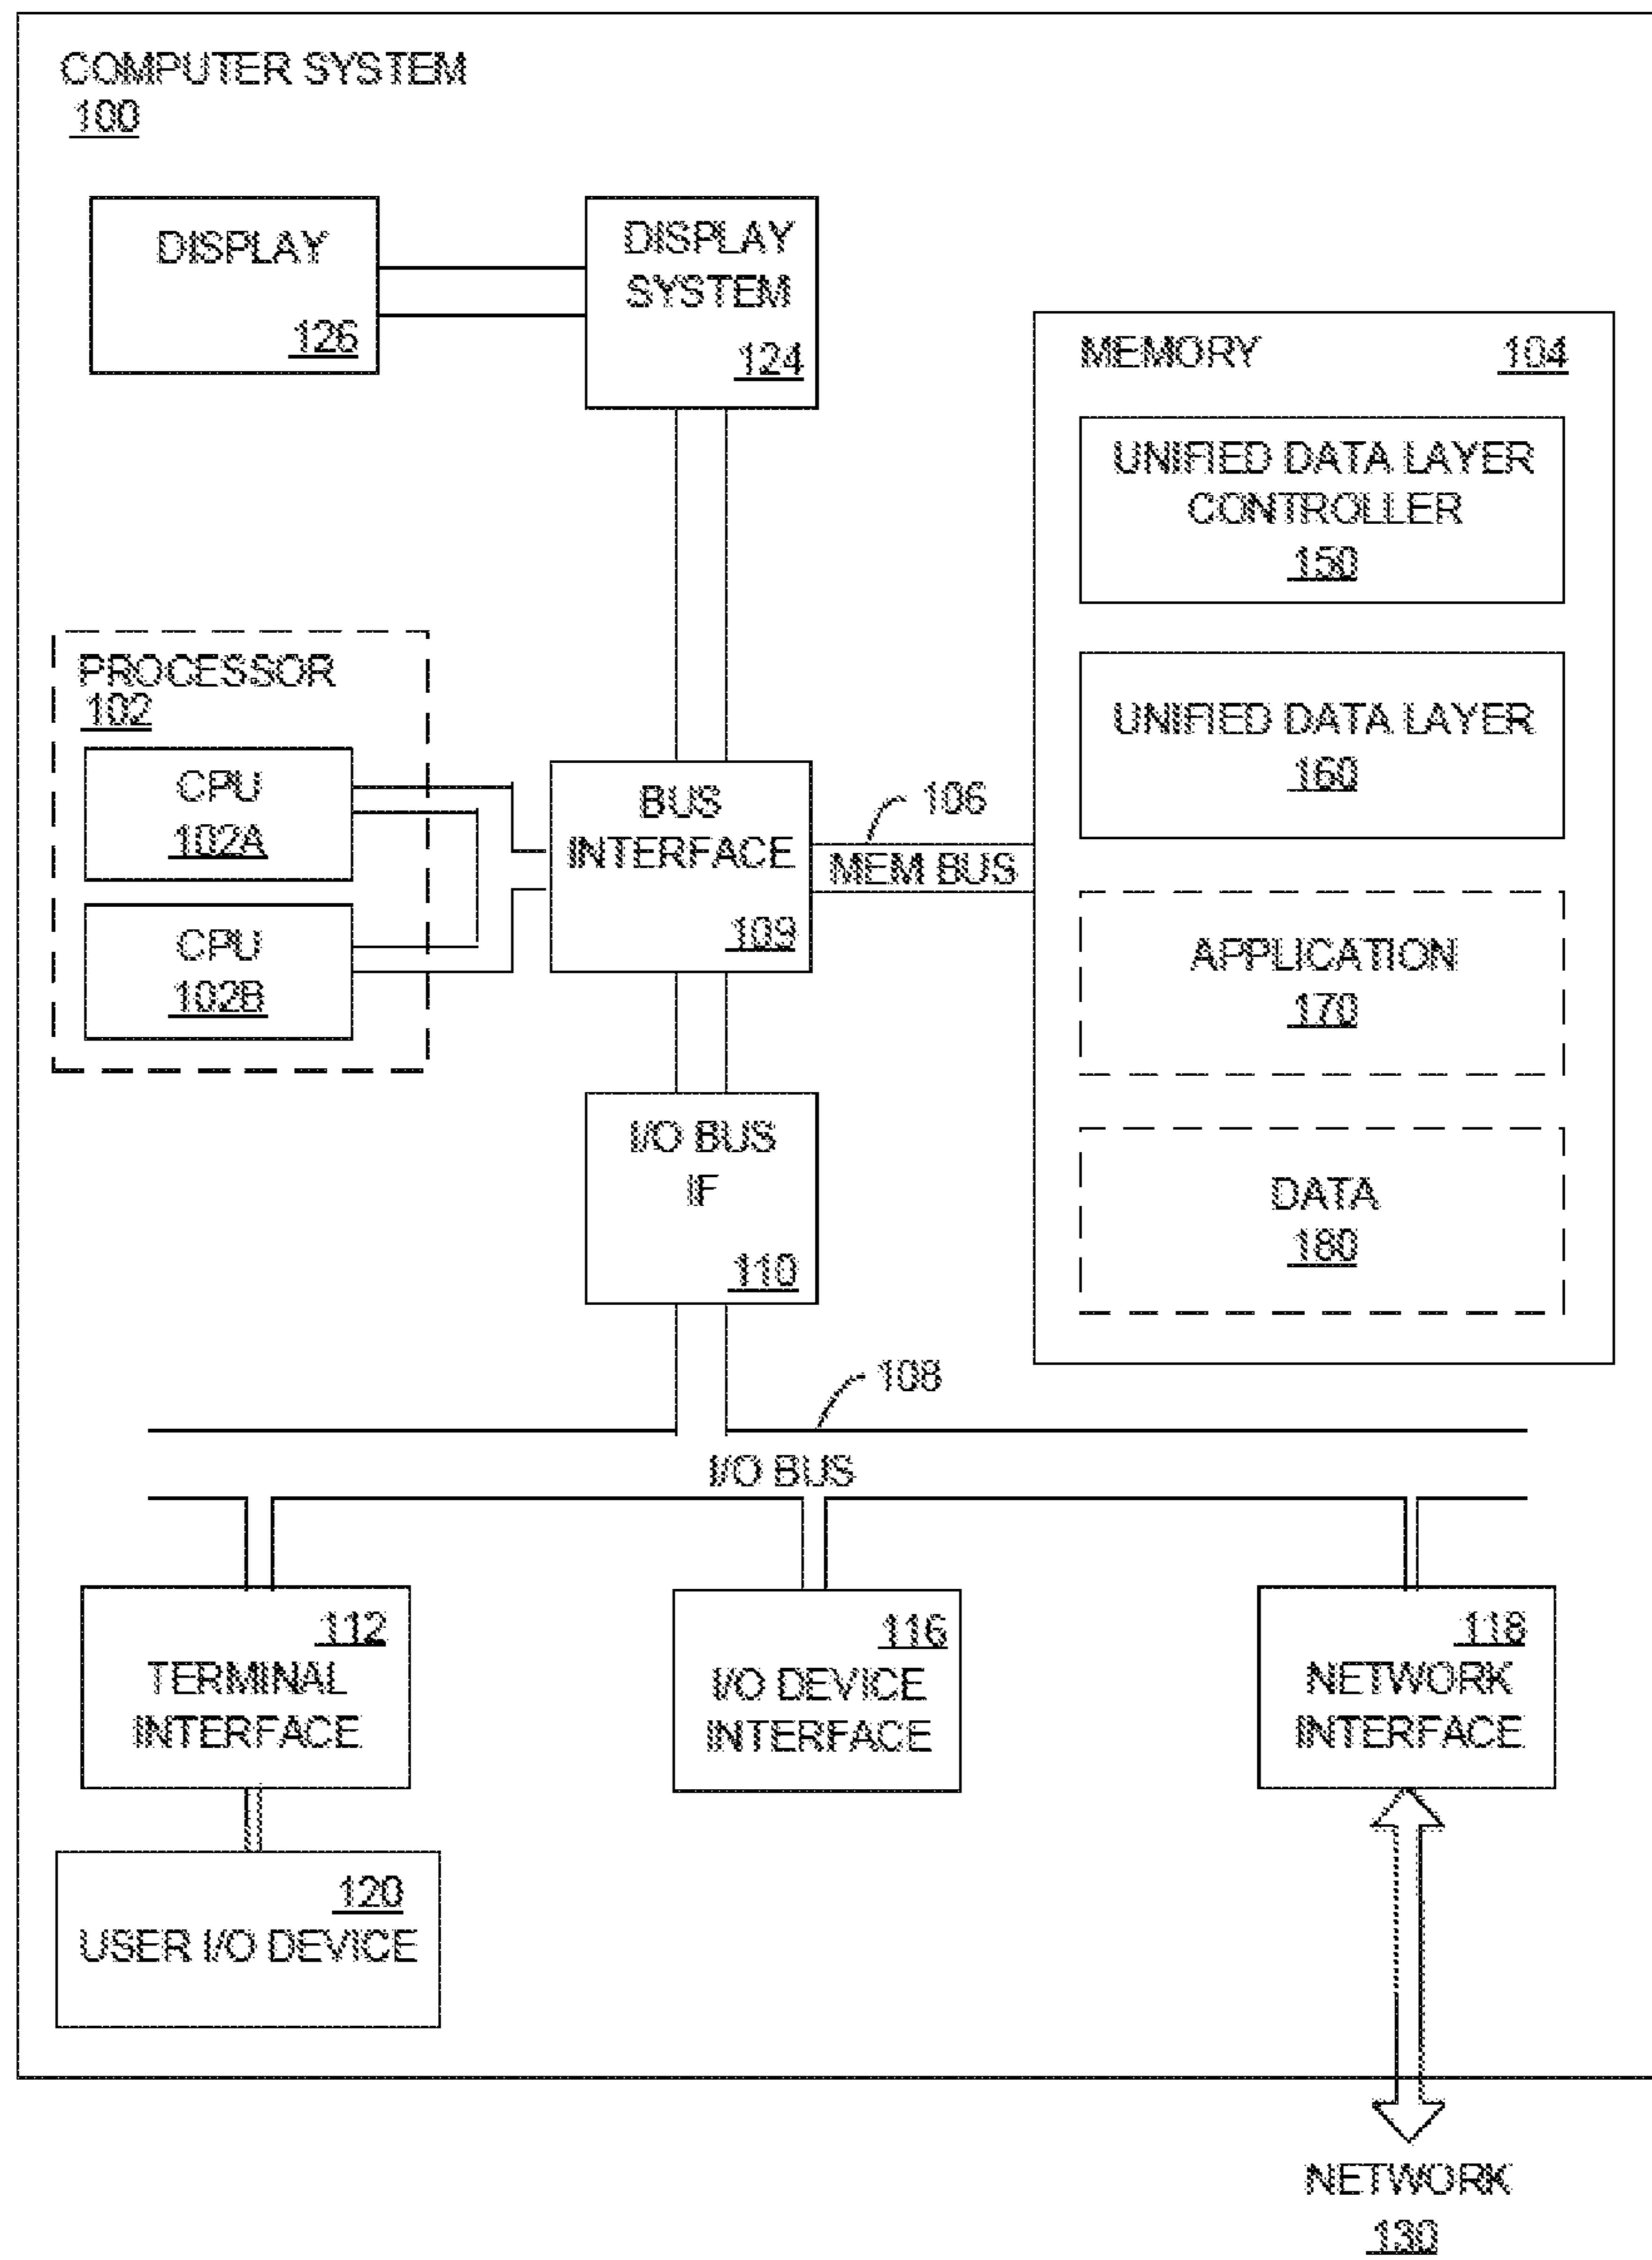 COMPUTER SYSTEM
100
DISPLAY
126
DISPLAY
SYSTEM
124
MEMORY
104
UNIFIED DATA LAYER
CONTROLLER
150
UNIFIED DATA LAYER
160
APPLICATION
170
DATA
180
PROCESSOR
102
CPU
102A
CPU
102B
BUS
INTERFACE
109
106
MEM BUS
I/O BUS
IF
110
108
I/O BUS
112
TERMINAL
INTERFACE
116
I/O DEVICE
INTERFACE
118
NETWORK
INTERFACE
120
USER I/O DEVICE
NETWORK
130